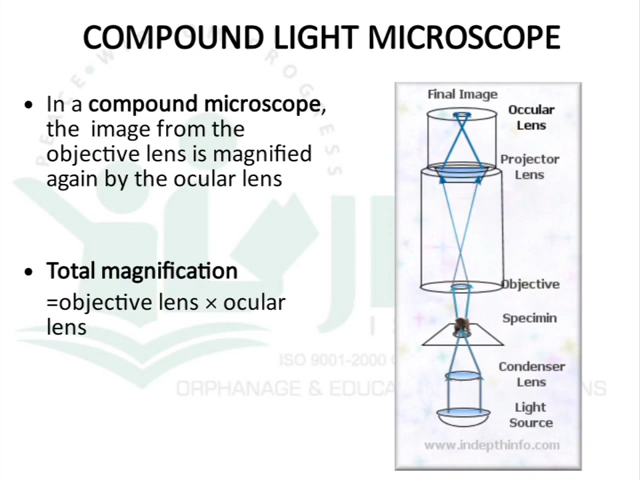 COMPOUND LIGHT MICROSCOPE
• In a compound microscope,
the image from the
objective lens is magnified
again by the ocular lens
• Total magnification
=objective lens × ocular
lens
Final Image
Occular
Lens
Projector
Lens
Objective
Specimin
Condenser
Lens
Light
Source
www.indepthinfo.com
ISO 9001-2000
ORPHANAGE & EDUCA